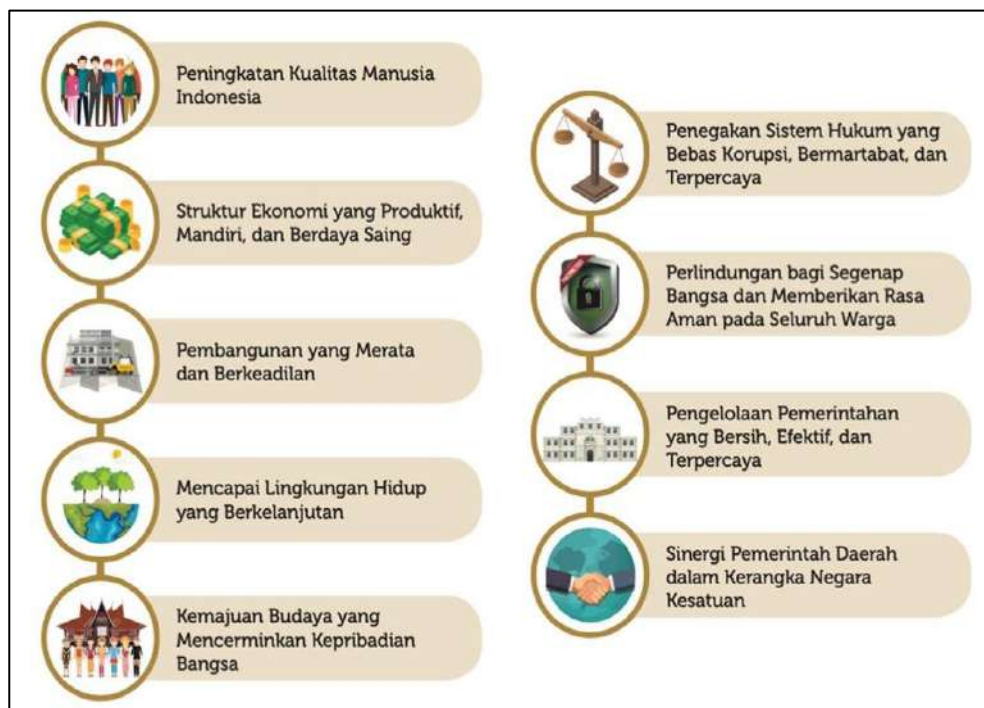 Peningkatan Kualitas Manusia
Indonesia
Struktur Ekonomi yang Produktif,
Mandiri, dan Berdaya Saing
Pembangunan yang Merata
dan Berkeadilan
Mencapai Lingkungan Hidup
yang Berkelanjutan
Kemajuan Budaya yang
Mencerminkan Kepribadian
Bangsa
Penegakan Sistem Hukum yang
Bebas Korupsi, Bermartabat, dan
Terpercaya
Perlindungan bagi Segenap
Bangsa dan Memberikan Rasa
Aman pada Seluruh Warga
Pengelolaan Pemerintahan
yang Bersih, Efektif, dan
Terpercaya
Sinergi Pemerintah Daerah
dalam Kerangka Negara
Kesatuan